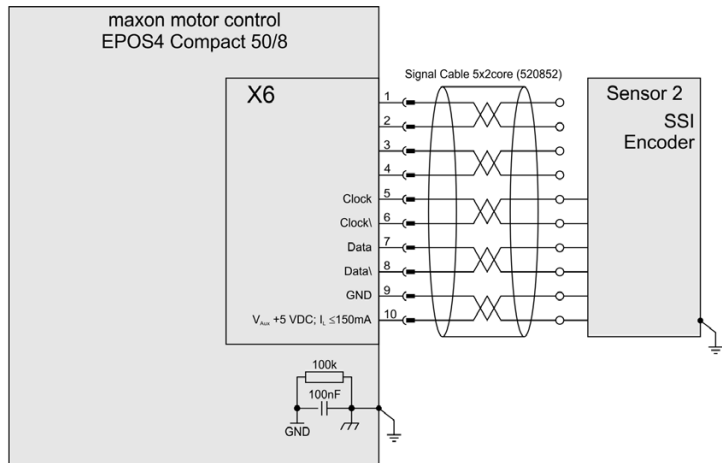 maxon motor control
EPOS4 Compact 50/8
Signal Cable 5x2core (520852)
X6
Sensor 2
SSI
Encoder
1
2
3
4
Clock 5
Clock\ 6
Data 7
Data\ 8
GND 9
V_Aux +5 VDC; I_L ≤150mA 10
100k
100nF
GND